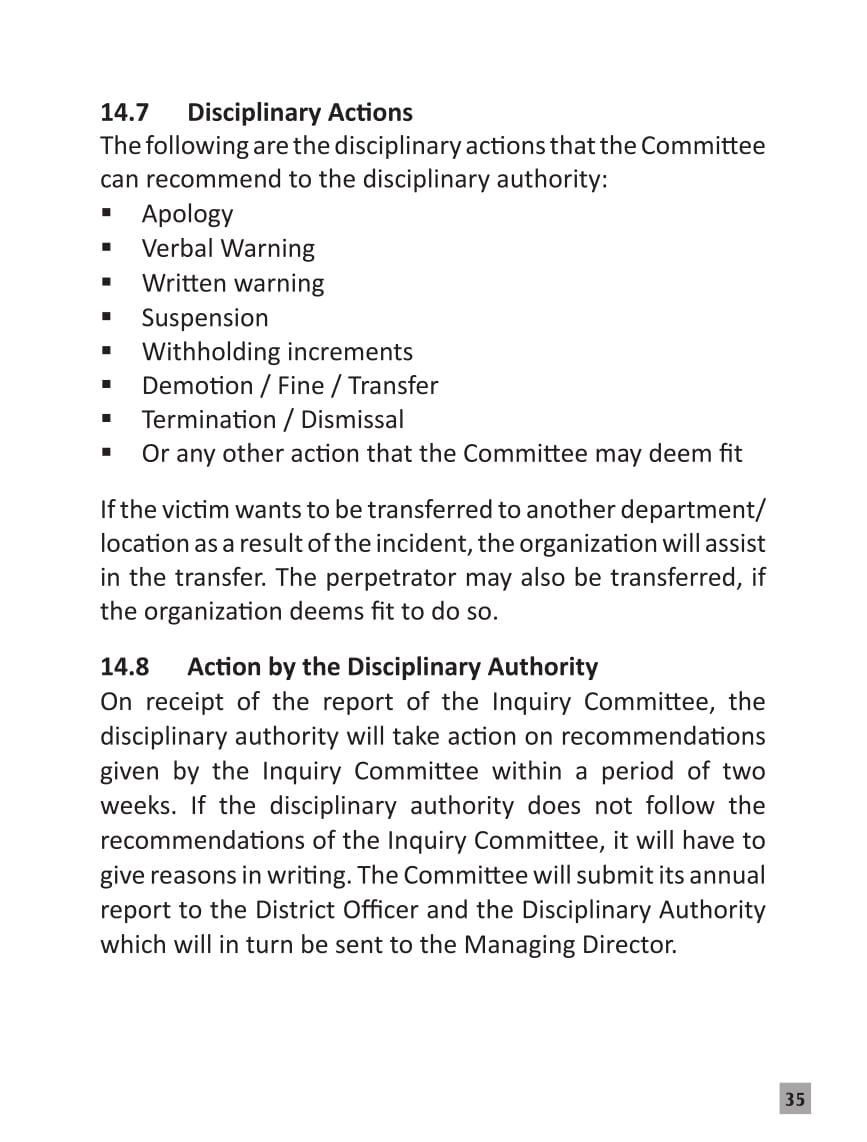 14.7 Disciplinary Actions
The following are the disciplinary actions that the Committee
can recommend to the disciplinary authority:
▪ Apology
▪ Verbal Warning
▪ Written warning
▪ Suspension
▪ Withholding increments
▪ Demotion / Fine / Transfer
▪ Termination / Dismissal
▪ Or any other action that the Committee may deem fit
If the victim wants to be transferred to another department/
location as a result of the incident, the organization will assist
in the transfer. The perpetrator may also be transferred, if
the organization deems fit to do so.
14.8 Action by the Disciplinary Authority
On receipt of the report of the Inquiry Committee, the
disciplinary authority will take action on recommendations
given by the Inquiry Committee within a period of two
weeks. If the disciplinary authority does not follow the
recommendations of the Inquiry Committee, it will have to
give reasons in writing. The Committee will submit its annual
report to the District Officer and the Disciplinary Authority
which will in turn be sent to the Managing Director.
35